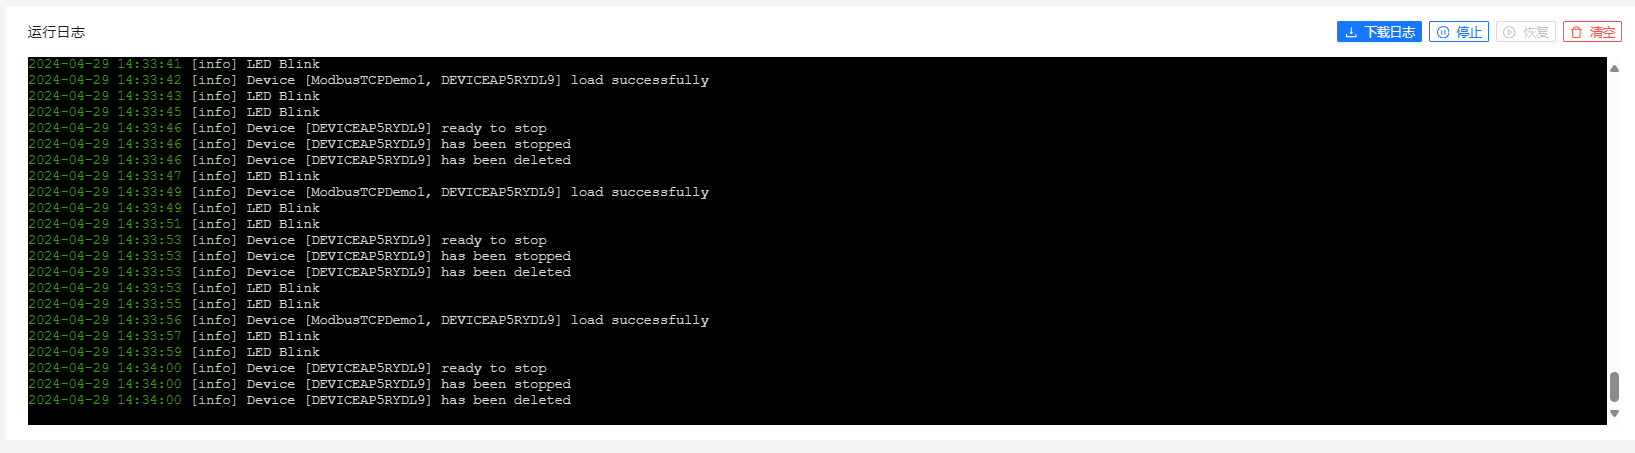 运行日志
下载日志 停止 恢复 清空
2024-04-29 14:33:41 [info] LED Blink
2024-04-29 14:33:42 [info] Device [ModbusTCPDemo1, DEVICEAP5RYDL9] load successfully
2024-04-29 14:33:43 [info] LED Blink
2024-04-29 14:33:45 [info] LED Blink
2024-04-29 14:33:46 [info] Device [DEVICEAP5RYDL9] ready to stop
2024-04-29 14:33:46 [info] Device [DEVICEAP5RYDL9] has been stopped
2024-04-29 14:33:46 [info] Device [DEVICEAP5RYDL9] has been deleted
2024-04-29 14:33:47 [info] LED Blink
2024-04-29 14:33:49 [info] Device [ModbusTCPDemo1, DEVICEAP5RYDL9] load successfully
2024-04-29 14:33:49 [info] LED Blink
2024-04-29 14:33:51 [info] LED Blink
2024-04-29 14:33:53 [info] Device [DEVICEAP5RYDL9] ready to stop
2024-04-29 14:33:53 [info] Device [DEVICEAP5RYDL9] has been stopped
2024-04-29 14:33:53 [info] Device [DEVICEAP5RYDL9] has been deleted
2024-04-29 14:33:53 [info] LED Blink
2024-04-29 14:33:55 [info] LED Blink
2024-04-29 14:33:56 [info] Device [ModbusTCPDemo1, DEVICEAP5RYDL9] load successfully
2024-04-29 14:33:57 [info] LED Blink
2024-04-29 14:33:59 [info] LED Blink
2024-04-29 14:34:00 [info] Device [DEVICEAP5RYDL9] ready to stop
2024-04-29 14:34:00 [info] Device [DEVICEAP5RYDL9] has been stopped
2024-04-29 14:34:00 [info] Device [DEVICEAP5RYDL9] has been deleted